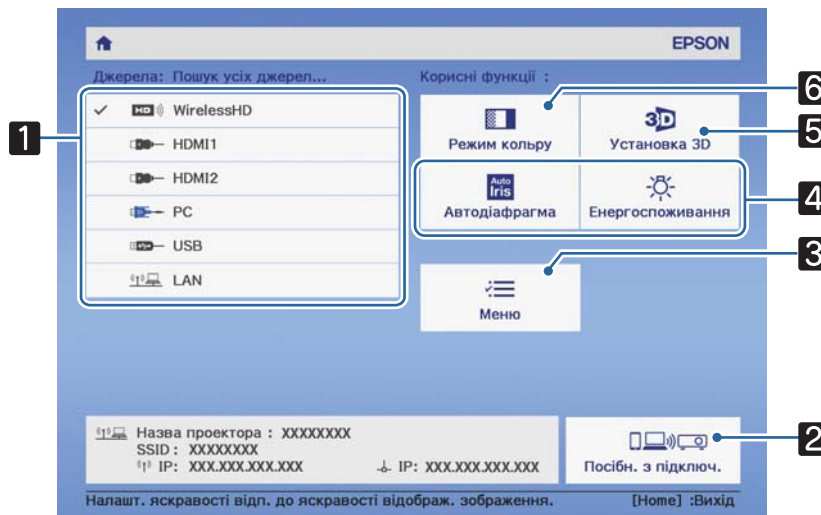 EPSON
Джерела: Пошук усіх джерел...
WirelessHD
HDMI1
HDMI2
PC
USB
LAN
Корисні функції :
Режим кольору
3D
Установка 3D
Auto
Iris
Автодіафрагма
Енергоспоживання
Меню
Назва проектора : XXXXXXXX
SSID : XXXXXXXX
IP: XXX.XXX.XXX.XXX IP: XXX.XXX.XXX.XXX
Посібн. з підключ.
Налашт. яскравості відп. до яскравості відображ. зображення. [Home] :Вихід
1
6
5
4
3
2